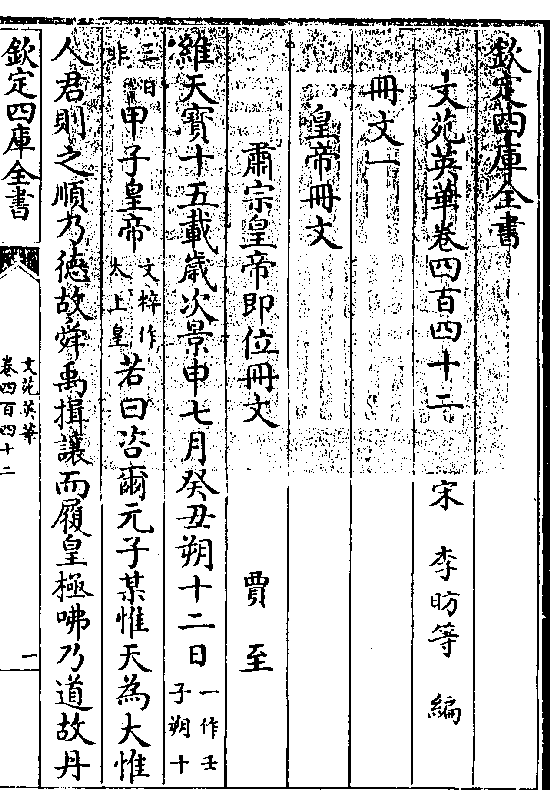 欽定四庫全書
文苑英華卷四百四十二
宋 李昉等 編
冊文一
皇帝冊文
肅宗皇帝即位冊文
賈至
維天寶十五載歲次景申七月癸丑朔十二日一作壬子朔十
三日非甲子皇帝文粹作太上皇若曰咨爾元子某惟天為大惟
人君則之順乃德故舜禹揖讓而履皇極咈乃道故丹
欽定四庫全書
文苑英華
卷四百四十二
一